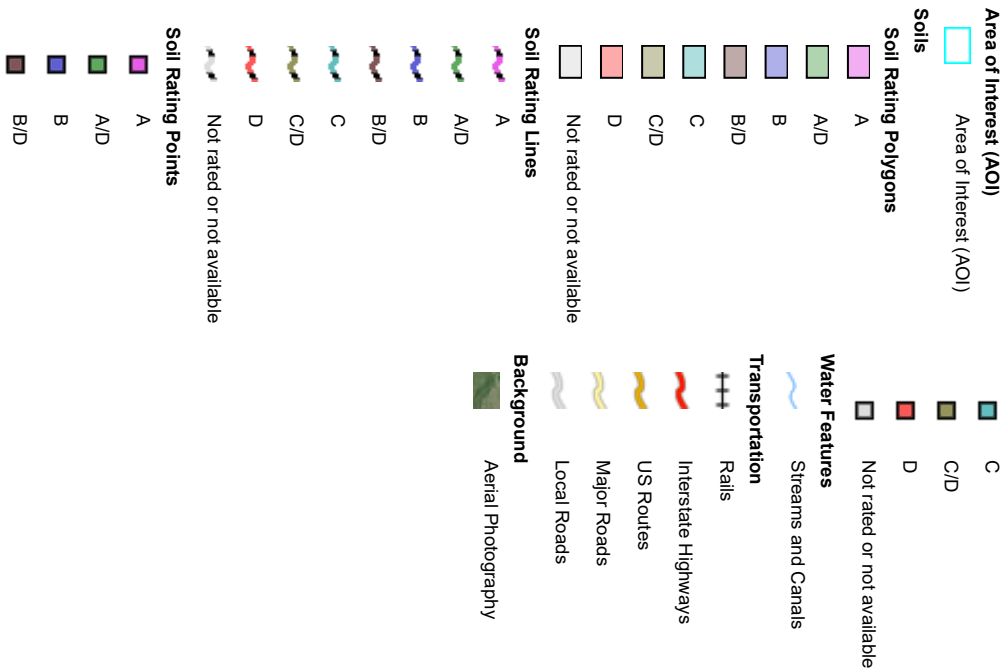 Area of Interest (AOI)
Area of Interest (AOI)
Soils
Soil Rating Polygons
A
A/D
B
B/D
C
C/D
D
Not rated or not available
Soil Rating Lines
A
A/D
B
B/D
C
C/D
D
Not rated or not available
Soil Rating Points
A
A/D
B
B/D
C
C/D
D
Not rated or not available
Water Features
Streams and Canals
Transportation
Rails
Interstate Highways
US Routes
Major Roads
Local Roads
Background
Aerial Photography